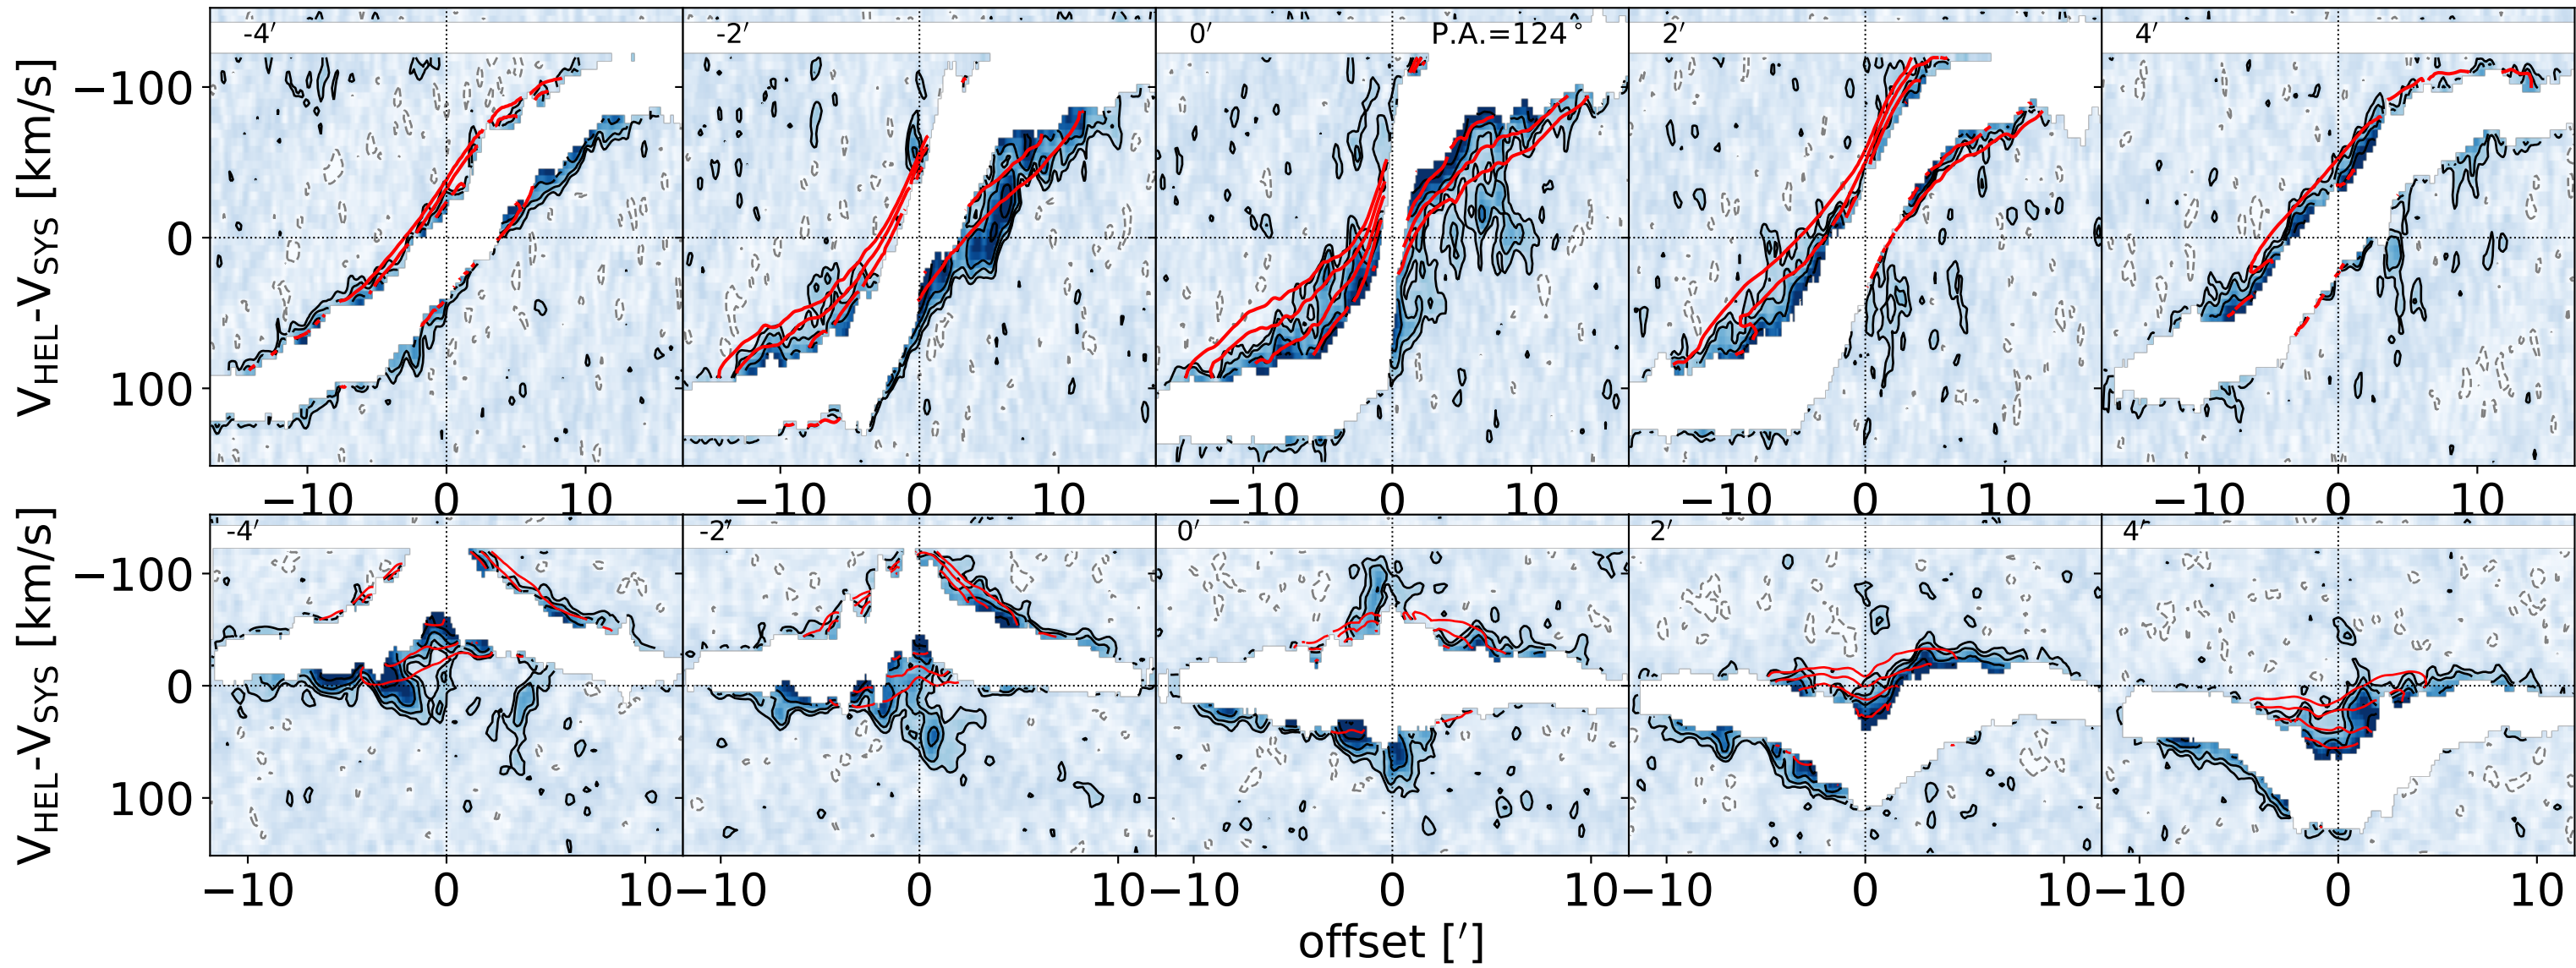 -4′ -2′ 0′ P.A.=124° 2′ 4′
V_HEL-V_SYS [km/s]
−100
0
100
−10 0 10 −10 0 10 −10 0 10 −10 0 10 −10 0 10
-4′ -2′ 0′ 2′ 4′
V_HEL-V_SYS [km/s]
−100
0
100
−10 0 10 −10 0 10 −10 0 10 −10 0 10 −10 0 10
offset [′]